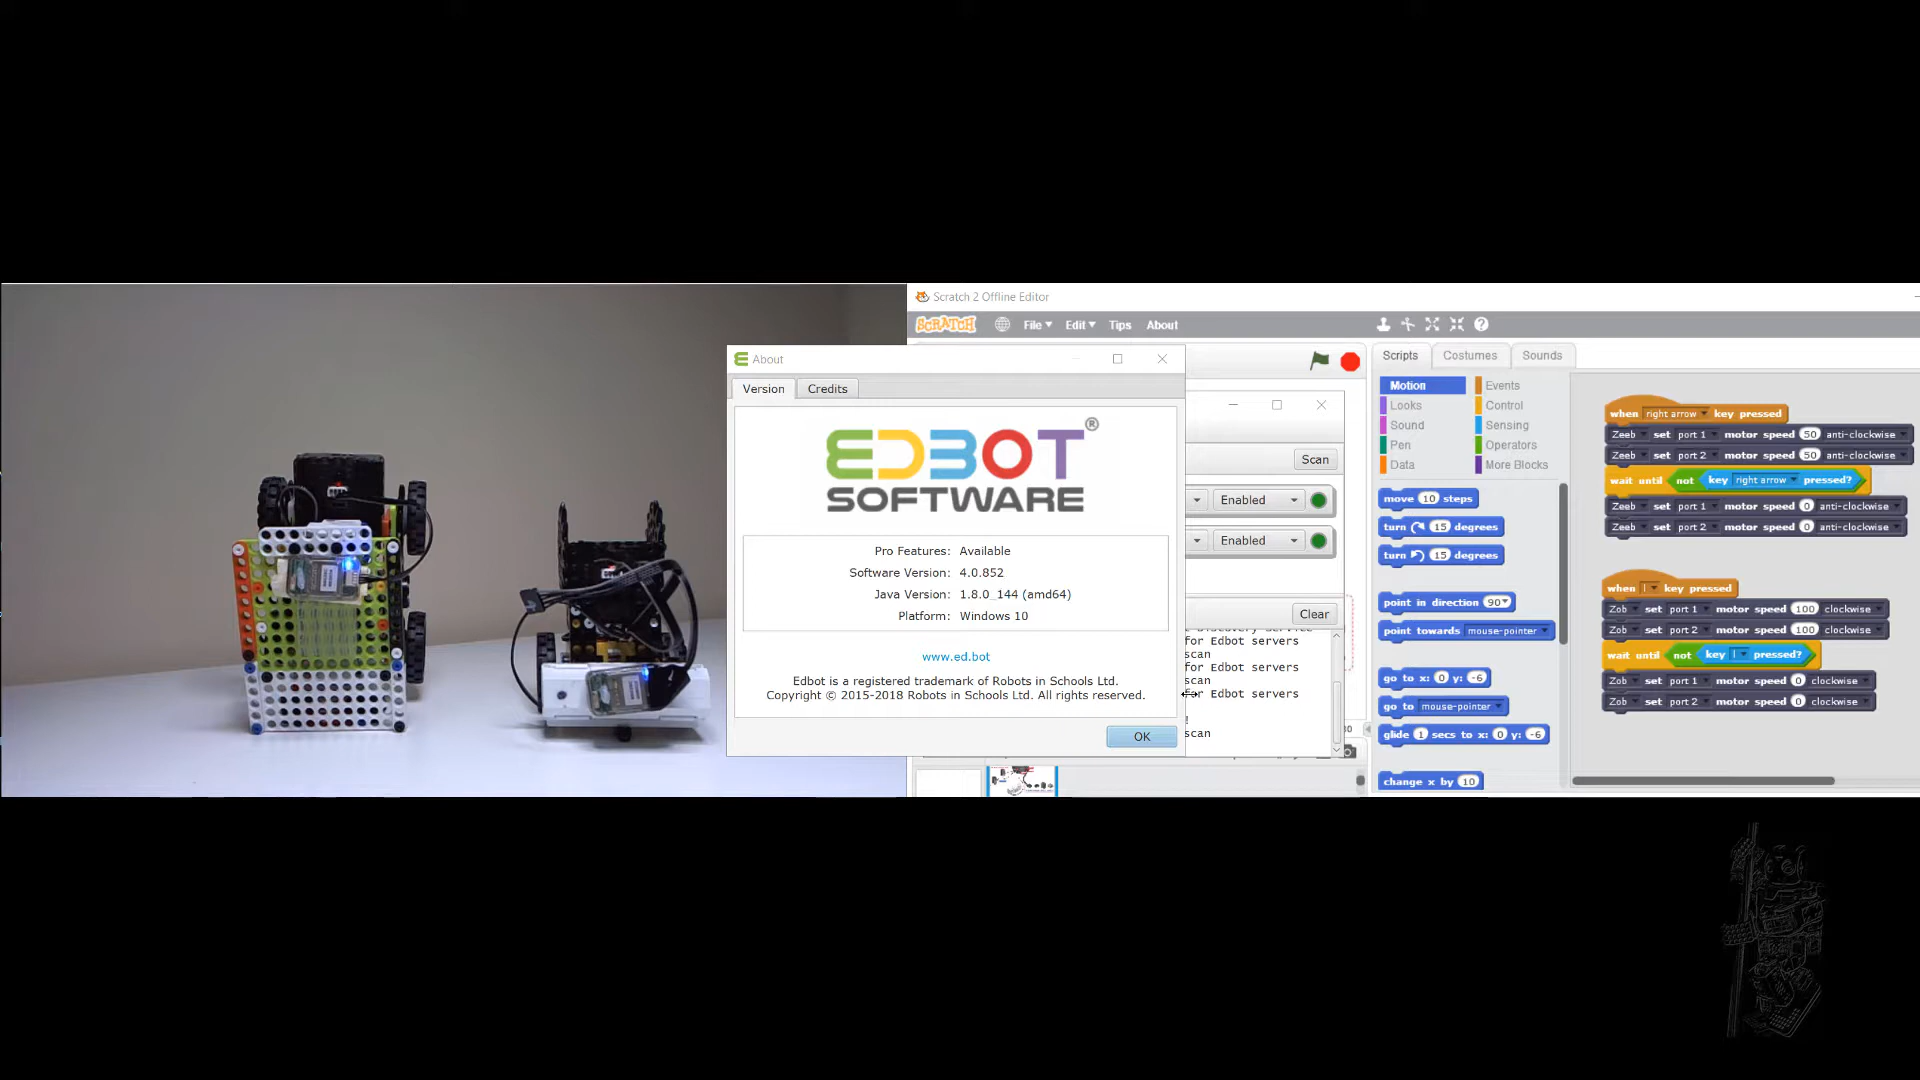 Scratch 2 Offline Editor
SCRATCH File Edit Tips About
About
Version Credits
EDBOT®
SOFTWARE
Pro Features: Available
Software Version: 4.0.852
Java Version: 1.8.0_144 (amd64)
Platform: Windows 10
www.ed.bot
Edbot is a registered trademark of Robots in Schools Ltd.
Copyright © 2015-2018 Robots in Schools Ltd. All rights reserved.
OK
Scan
Enabled
Enabled
Clear
Discovery Service
for Edbot servers
scan
for Edbot servers
scan
for Edbot servers
!
scan
Scripts Costumes Sounds
Motion Events
Looks Control
Sound Sensing
Pen Operators
Data More Blocks
move 10 steps
turn 15 degrees
turn 15 degrees
point in direction 90
point towards mouse-pointer
go to x: 0 y: -6
go to mouse-pointer
glide 1 secs to x: 0 y: -6
change x by 10
when right arrow key pressed
Zeeb set port 1 motor speed 50 anti-clockwise
Zeeb set port 2 motor speed 50 anti-clockwise
wait until not key right arrow pressed?
Zeeb set port 1 motor speed 0 anti-clockwise
Zeeb set port 2 motor speed 0 anti-clockwise
when l key pressed
Zob set port 1 motor speed 100 clockwise
Zob set port 2 motor speed 100 clockwise
wait until not key l pressed?
Zob set port 1 motor speed 0 clockwise
Zob set port 2 motor speed 0 clockwise